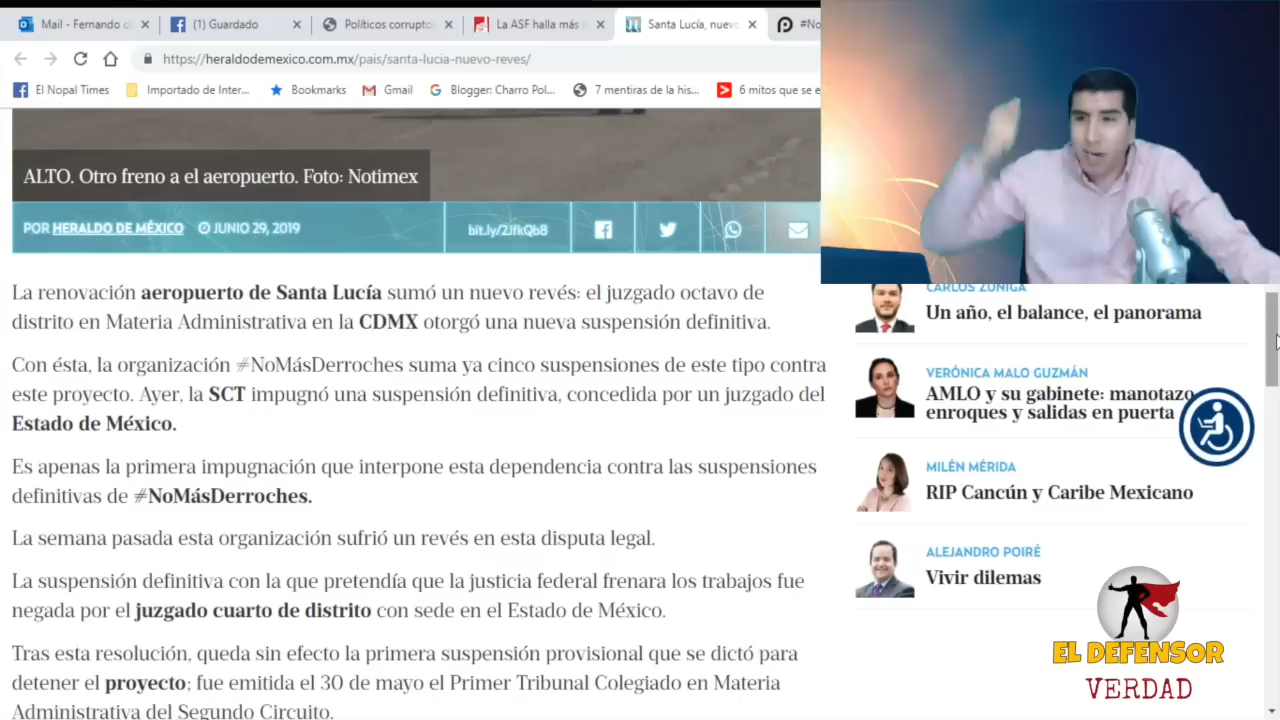 Mail - Fernando
(1) Guardado
Políticos corrupto
La ASF halla más
Santa Lucía, nuev
#No
https://heraldodemexico.com.mx/pais/santa-lucia-nuevo-reves/
El Nopal Times
Importado de Inter...
Bookmarks
Gmail
Blogger: Charro Pol...
7 mentiras de la his...
6 mitos que se e
ALTO. Otro freno a el aeropuerto. Foto: Notimex
POR HERALDO DE MÉXICO
JUNIO 29, 2019
bit.ly/2JfkQb8
La renovación aeropuerto de Santa Lucía sumó un nuevo revés: el juzgado octavo de
distrito en Materia Administrativa en la CDMX otorgó una nueva suspensión definitiva.
Con ésta, la organización #NoMásDerroches suma ya cinco suspensiones de este tipo contra
este proyecto. Ayer, la SCT impugnó una suspensión definitiva, concedida por un juzgado del
Estado de México.
Es apenas la primera impugnación que interpone esta dependencia contra las suspensiones
definitivas de #NoMásDerroches.
La semana pasada esta organización sufrió un revés en esta disputa legal.
La suspensión definitiva con la que pretendía que la justicia federal frenara los trabajos fue
negada por el juzgado cuarto de distrito con sede en el Estado de México.
Tras esta resolución, queda sin efecto la primera suspensión provisional que se dictó para
detener el proyecto; fue emitida el 30 de mayo el Primer Tribunal Colegiado en Materia
Administrativa del Segundo Circuito.
CARLOS ZÚÑIGA
Un año, el balance, el panorama
VERÓNICA MALO GUZMÁN
AMLO y su gabinete: manotazo
enroques y salidas en puerta
MILÉN MÉRIDA
RIP Cancún y Caribe Mexicano
ALEJANDRO POIRÉ
Vivir dilemas
EL DEFENSOR
VERDAD